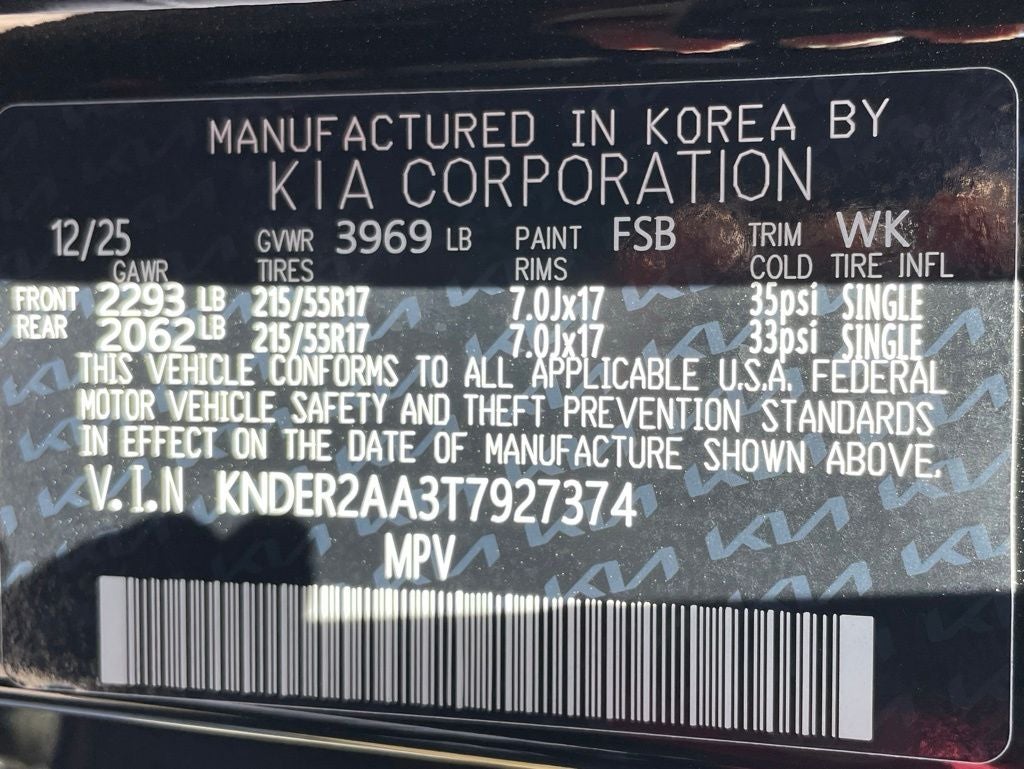 MANUFACTURED IN KOREA BY
KIA CORPORATION
12/25 GVWR 3969 LB PAINT FSB TRIM WK
GAWR TIRES RIMS COLD TIRE INFL
FRONT 2293 LB 215/55R17 7.0Jx17 35psi SINGLE
REAR 2062 LB 215/55R17 7.0Jx17 33psi SINGLE
THIS VEHICLE CONFORMS TO ALL APPLICABLE U.S.A. FEDERAL
MOTOR VEHICLE SAFETY AND THEFT PREVENTION STANDARDS
IN EFFECT ON THE DATE OF MANUFACTURE SHOWN ABOVE.
V.I.N KNDER2AA3T7927374
MPV